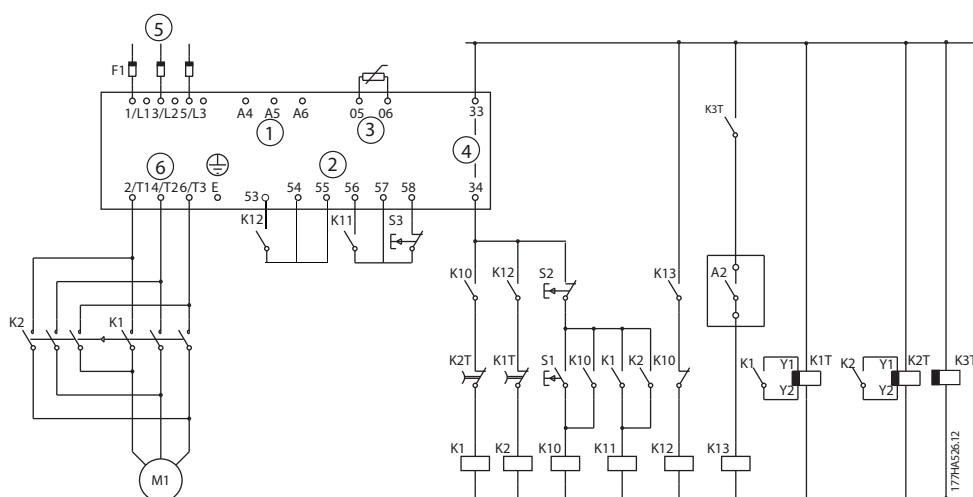 5
F1
1/L1 3/L2 5/L3
A4 A5 A6
05 06
33
1
3
4
6
2
2/T1 4/T2 6/T3 E
53 54 55 56 57 58
34
K12
K11
S3
K3T
K10
K12
S2
K13
A2
K2
K1
K2T
K1T
S1
K10
K1
K2
K10
K1
Y1
Y2
K1T
K2
Y1
Y2
K2T
K3T
K1
K2
K10
K11
K12
K13
M1
177HA526.12